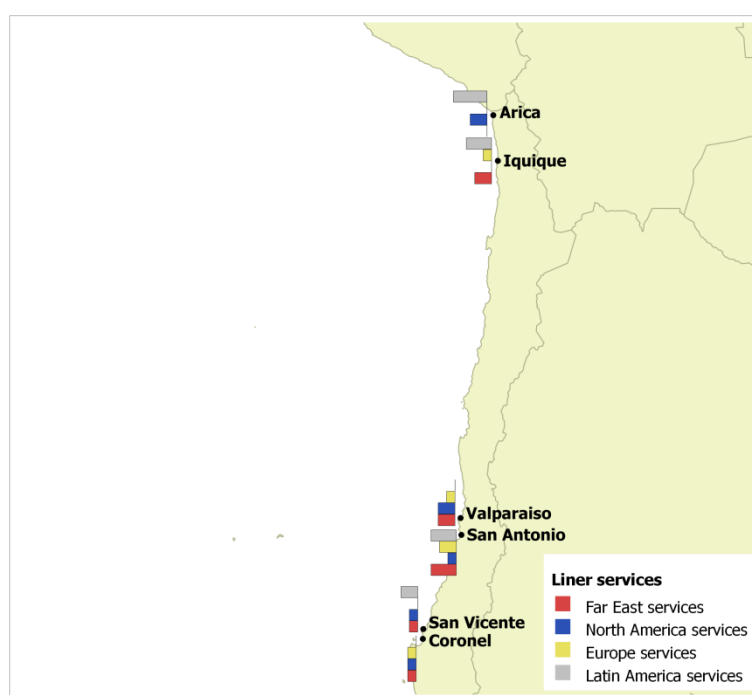 Arica
Iquique
Valparaiso
San Antonio
San Vicente
Coronel
Liner services
Far East services
North America services
Europe services
Latin America services